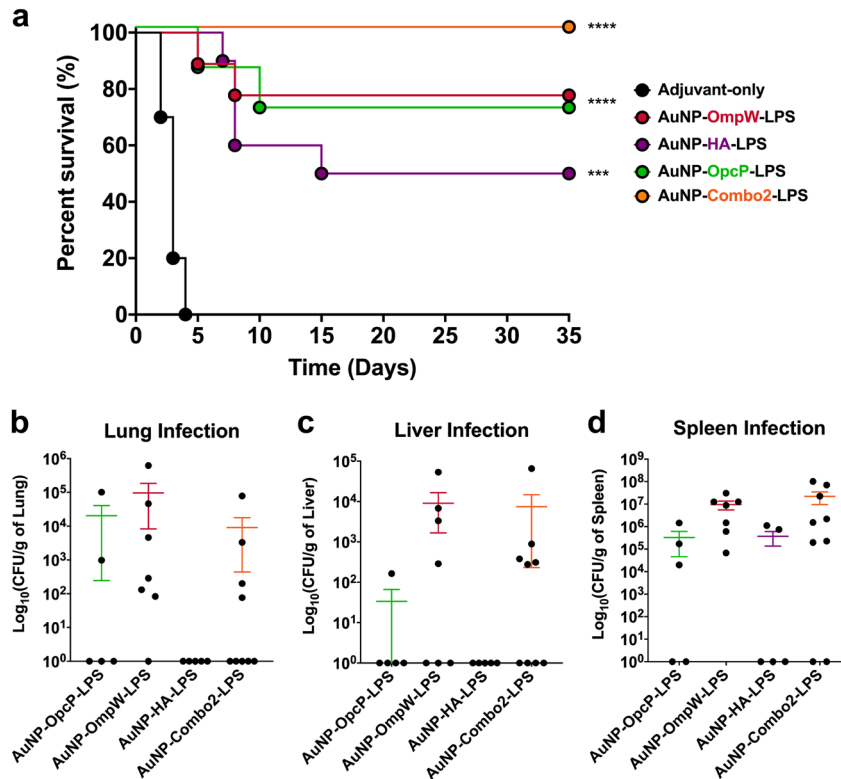 a
Percent survival (%)
100
80
60
40
20
0
0 5 10 15 20 25 30 35
Time (Days)
****
****
***
Adjuvant-only
AuNP-OmpW-LPS
AuNP-HA-LPS
AuNP-OpcP-LPS
AuNP-Combo2-LPS
b
Lung Infection
Log10(CFU/g of Lung)
10^6
10^5
10^4
10^3
10^2
10^1
10^0
AuNP-OpcP-LPS
AuNP-OmpW-LPS
AuNP-HA-LPS
AuNP-Combo2-LPS
c
Liver Infection
Log10(CFU/g of Liver)
10^5
10^4
10^3
10^2
10^1
10^0
AuNP-OpcP-LPS
AuNP-OmpW-LPS
AuNP-HA-LPS
AuNP-Combo2-LPS
d
Spleen Infection
Log10(CFU/g of Spleen)
10^9
10^8
10^7
10^6
10^5
10^4
10^3
10^2
10^1
10^0
AuNP-OpcP-LPS
AuNP-OmpW-LPS
AuNP-HA-LPS
AuNP-Combo2-LPS